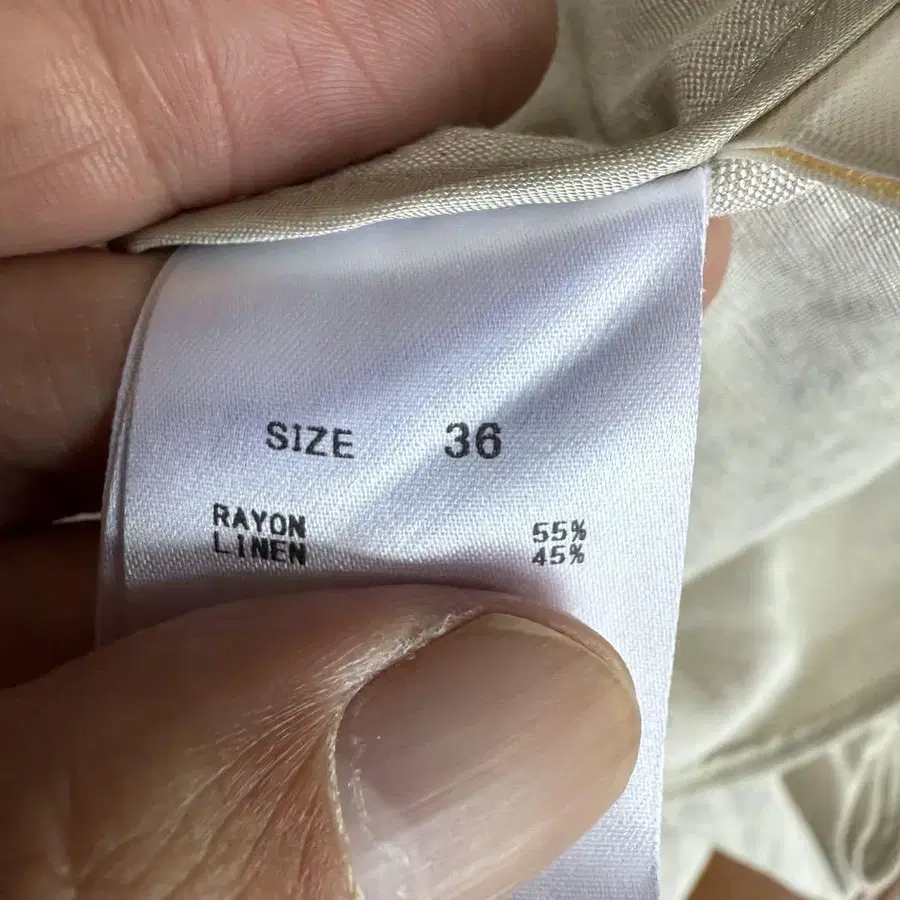 SIZE 36
RAYON 55%
LINEN 45%